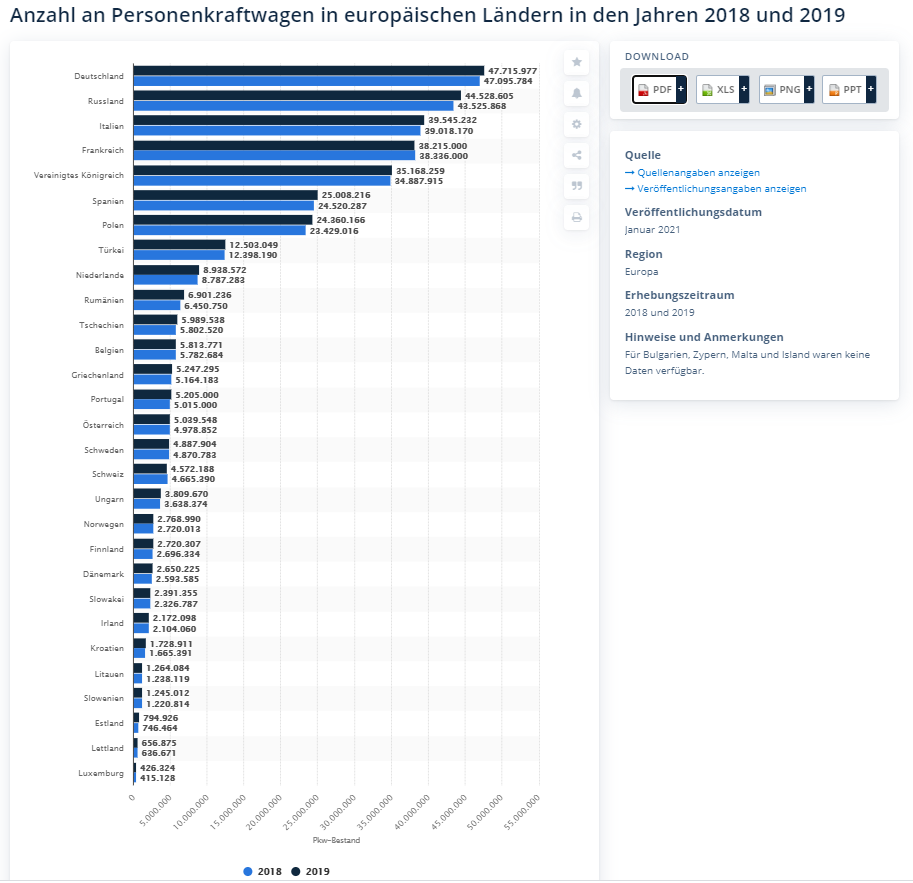 Anzahl an Personenkraftwagen in europäischen Ländern in den Jahren 2018 und 2019
Deutschland
47.715.977
47.095.784
Russland
44.528.605
43.525.868
Italien
39.545.232
39.018.170
Frankreich
38.215.000
38.336.000
Vereinigtes Königreich
35.168.259
34.887.915
Spanien
25.008.216
24.520.287
Polen
24.360.166
23.429.016
Türkei
12.503.049
12.398.190
Niederlande
8.938.572
8.787.283
Rumänien
6.901.236
6.450.750
Tschechien
5.989.538
5.802.520
Belgien
5.813.771
5.782.684
Griechenland
5.247.295
5.164.183
Portugal
5.205.000
5.015.000
Österreich
5.039.548
4.978.852
Schweden
4.887.904
4.870.783
Schweiz
4.572.188
4.665.390
Ungarn
3.809.670
3.638.374
Norwegen
2.768.990
2.720.013
Finnland
2.720.307
2.696.334
Dänemark
2.650.225
2.593.585
Slowakei
2.391.355
2.326.787
Irland
2.172.098
2.104.060
Kroatien
1.728.911
1.665.391
Litauen
1.264.084
1.238.119
Slowenien
1.245.012
1.220.814
Estland
794.926
746.464
Lettland
656.875
636.671
Luxemburg
426.324
415.128
0
5.000.000
10.000.000
15.000.000
20.000.000
25.000.000
30.000.000
35.000.000
40.000.000
45.000.000
50.000.000
55.000.000
Pkw-Bestand
2018 2019
DOWNLOAD
PDF + XLS + PNG + PPT +
Quelle
→ Quellenangaben anzeigen
→ Veröffentlichungsangaben anzeigen
Veröffentlichungsdatum
Januar 2021
Region
Europa
Erhebungszeitraum
2018 und 2019
Hinweise und Anmerkungen
Für Bulgarien, Zypern, Malta und Island waren keine
Daten verfügbar.